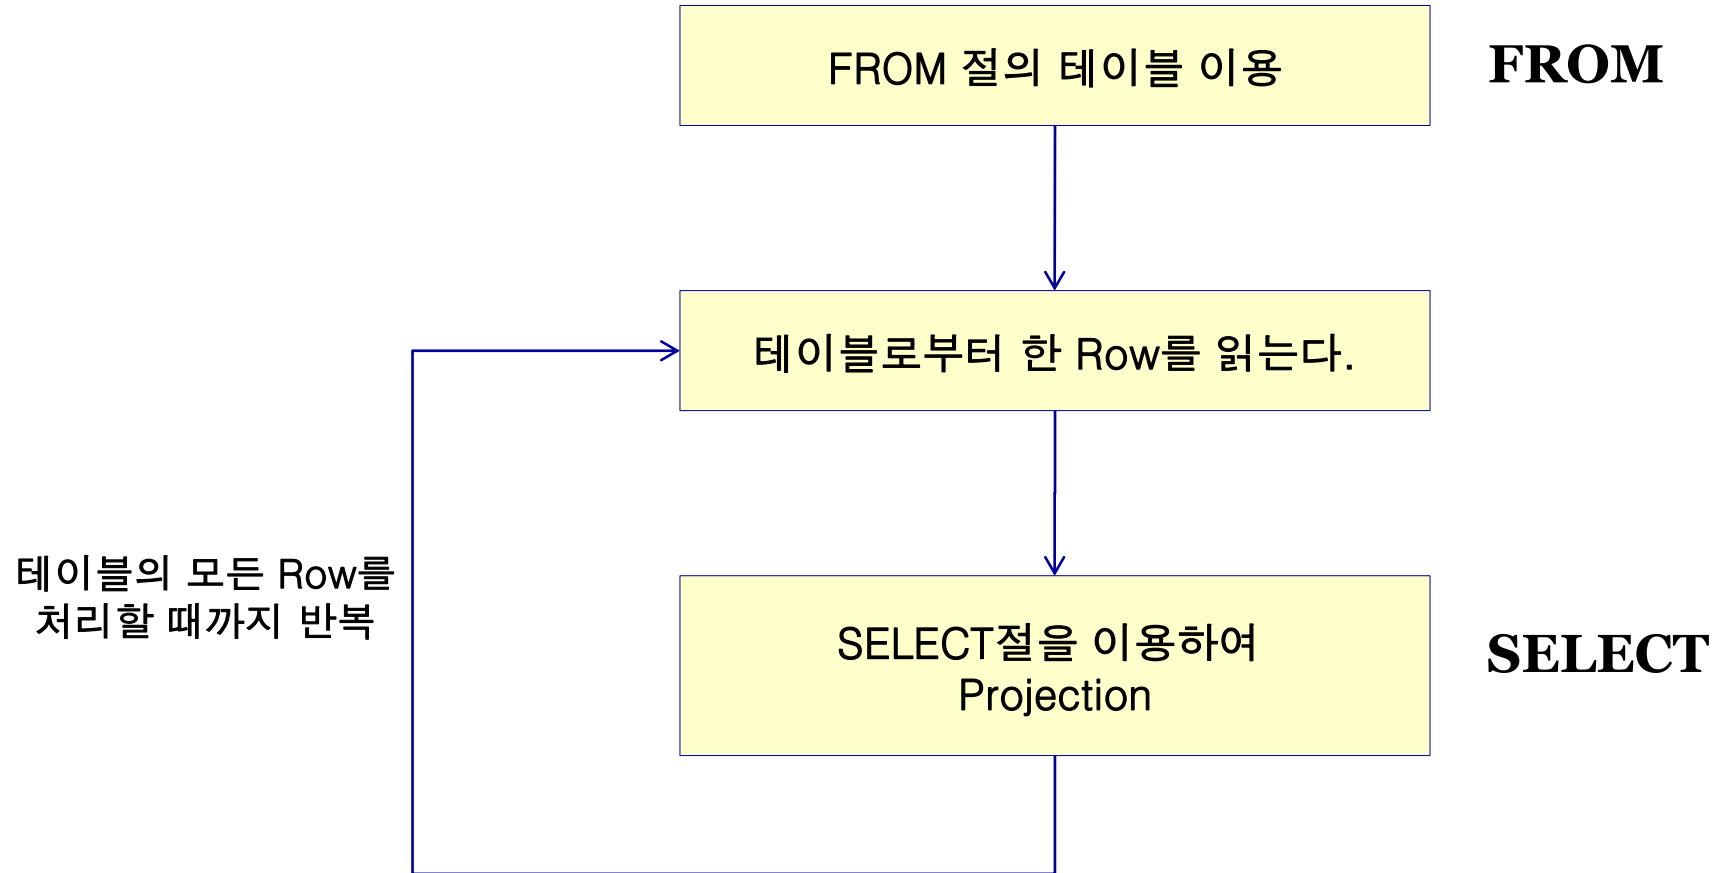 FROM 절의 테이블 이용
FROM
테이블로부터 한 Row를 읽는다.
테이블의 모든 Row를
처리할 때까지 반복
SELECT절을 이용하여
Projection
SELECT